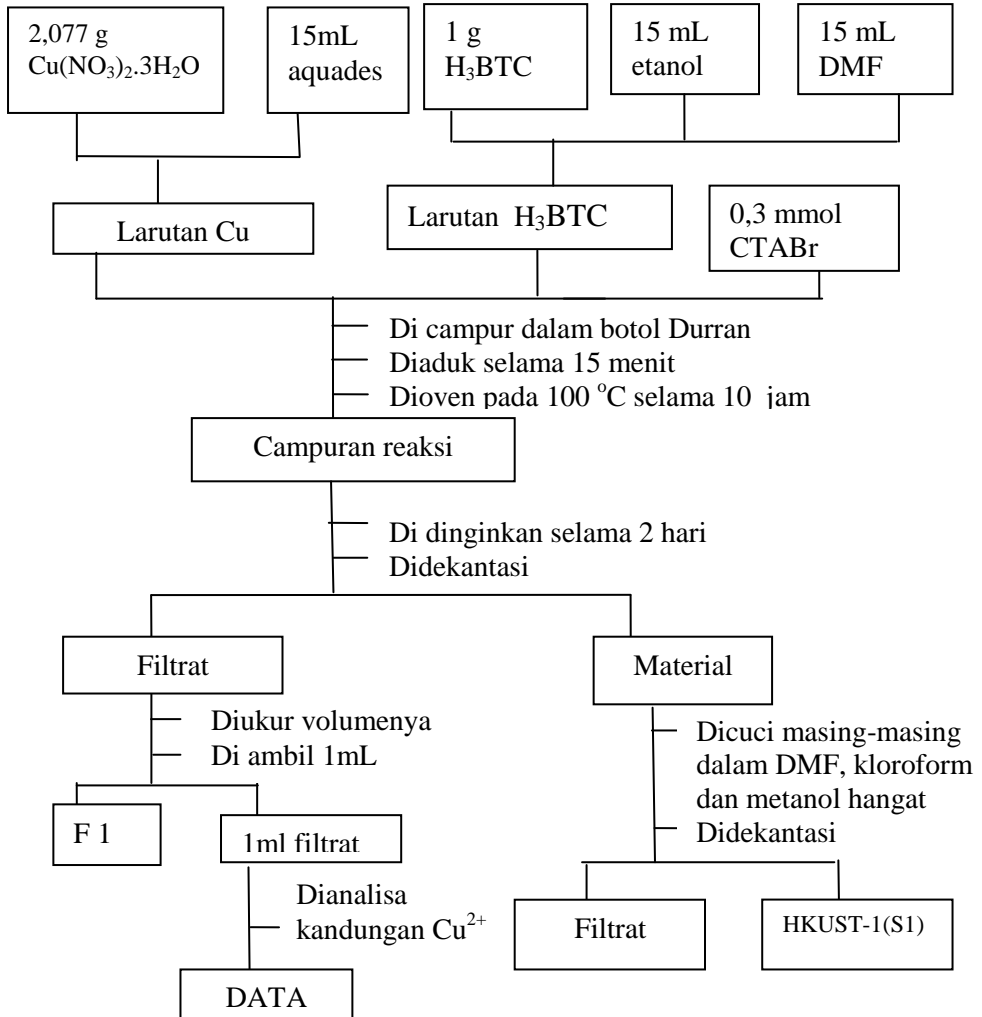 2,077 g
Cu(NO₃)₂.3H₂O
15mL
aquades
1 g
H₃BTC
15 mL
etanol
15 mL
DMF
Larutan Cu
Larutan H₃BTC
0,3 mmol
CTABr
Di campur dalam botol Durran
Diaduk selama 15 menit
Dioven pada 100 °C selama 10 jam
Campuran reaksi
Di dinginkan selama 2 hari
Didekantasi
Filtrat
Material
Diukur volumenya
Di ambil 1mL
Dicuci masing-masing
dalam DMF, kloroform
dan metanol hangat
Didekantasi
F 1
1ml filtrat
Dianalisa
kandungan Cu²⁺
Filtrat
HKUST-1(S1)
DATA